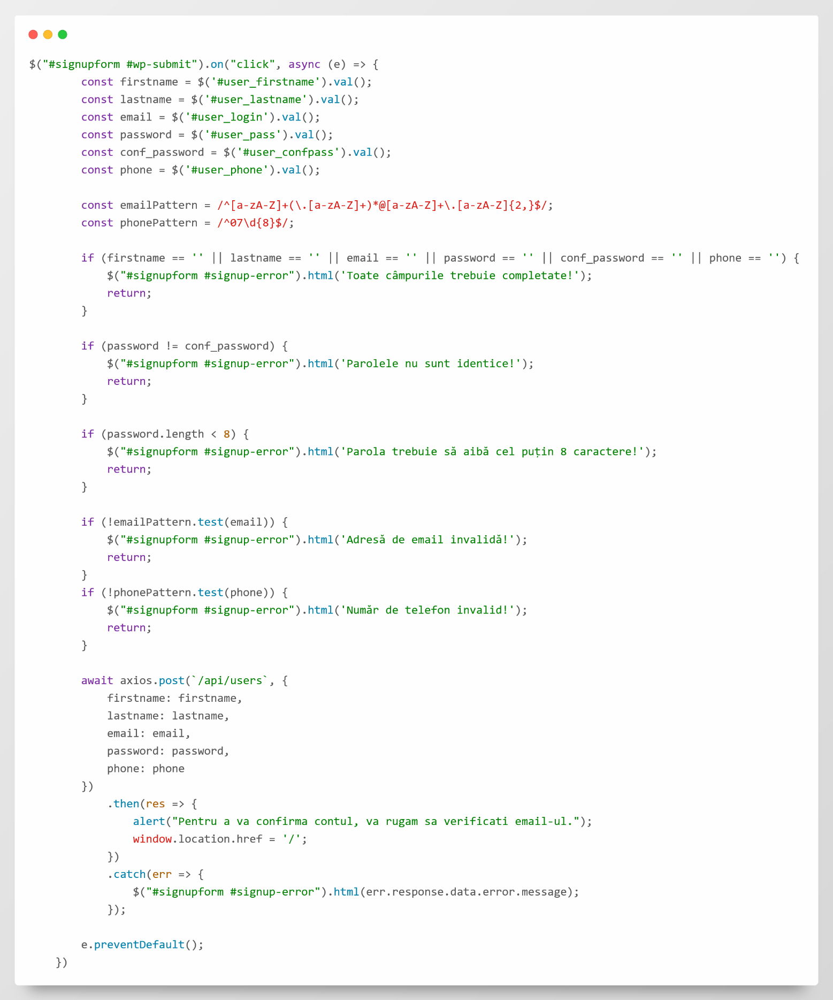 $("#signupform #wp-submit").on("click", async (e) => {
        const firstname = $('#user_firstname').val();
        const lastname = $('#user_lastname').val();
        const email = $('#user_login').val();
        const password = $('#user_pass').val();
        const conf_password = $('#user_confpass').val();
        const phone = $('#user_phone').val();

        const emailPattern = /^[a-zA-Z]+(\.[a-zA-Z]+)*@[a-zA-Z]+\.[a-zA-Z]{2,}$/;
        const phonePattern = /^07\d{8}$/;

        if (firstname == '' || lastname == '' || email == '' || password == '' || conf_password == '' || phone == '') {
            $("#signupform #signup-error").html('Toate câmpurile trebuie completate!');
            return;
        }

        if (password != conf_password) {
            $("#signupform #signup-error").html('Parolele nu sunt identice!');
            return;
        }

        if (password.length < 8) {
            $("#signupform #signup-error").html('Parola trebuie să aibă cel puțin 8 caractere!');
            return;
        }

        if (!emailPattern.test(email)) {
            $("#signupform #signup-error").html('Adresă de email invalidă!');
            return;
        }
        if (!phonePattern.test(phone)) {
            $("#signupform #signup-error").html('Număr de telefon invalid!');
            return;
        }

        await axios.post(`/api/users`, {
            firstname: firstname,
            lastname: lastname,
            email: email,
            password: password,
            phone: phone
        })
            .then(res => {
                alert("Pentru a va confirma contul, va rugam sa verificati email-ul.");
                window.location.href = '/';
            })
            .catch(err => {
                $("#signupform #signup-error").html(err.response.data.error.message);
            });

        e.preventDefault();
    })